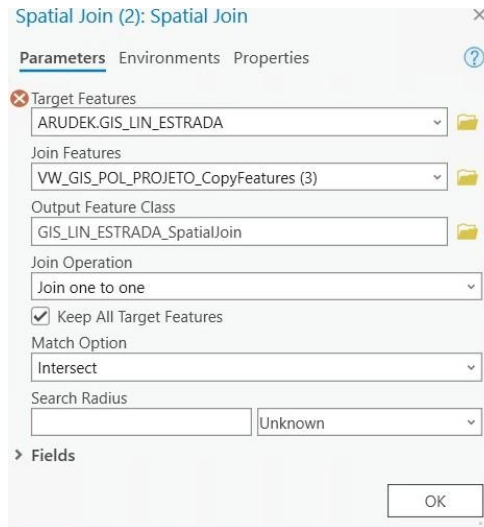 Spatial Join (2): Spatial Join
Parameters Environments Properties
Target Features
ARUDEK.GIS_LIN_ESTRADA
Join Features
VW_GIS_POL_PROJETO_CopyFeatures (3)
Output Feature Class
GIS_LIN_ESTRADA_SpatialJoin
Join Operation
Join one to one
Keep All Target Features
Match Option
Intersect
Search Radius
Unknown
Fields
OK